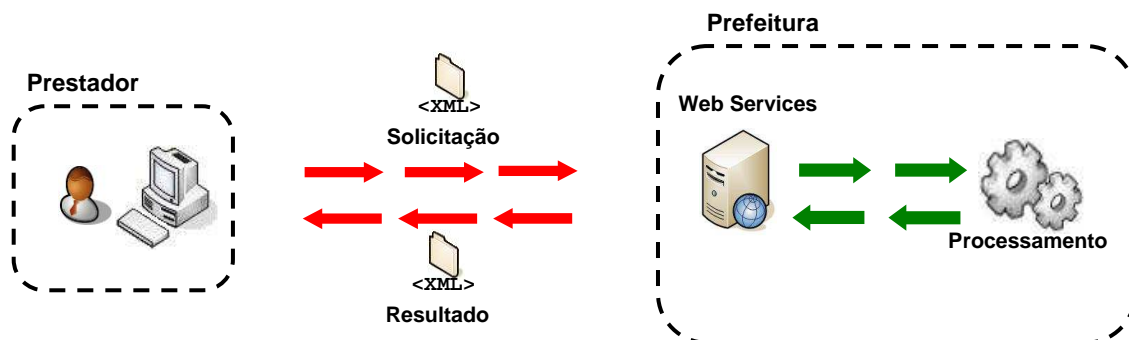 Prefeitura
Prestador
<XML>
Solicitação
Web Services
Processamento
<XML>
Resultado